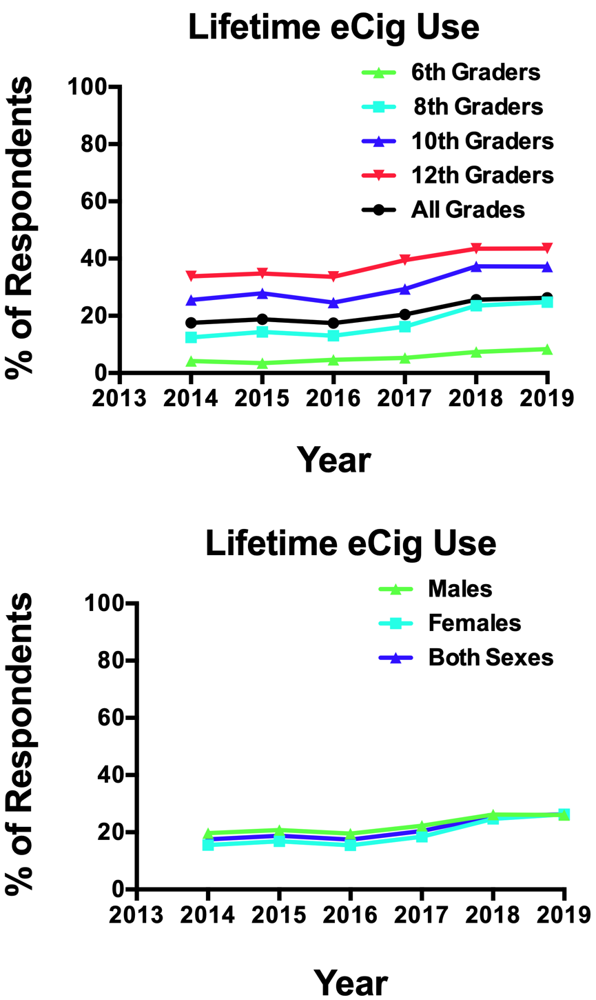 Lifetime eCig Use
6th Graders
8th Graders
10th Graders
12th Graders
All Grades
% of Respondents
100
80
60
40
20
0
2013 2014 2015 2016 2017 2018 2019
Year
Lifetime eCig Use
Males
Females
Both Sexes
% of Respondents
100
80
60
40
20
0
2013 2014 2015 2016 2017 2018 2019
Year